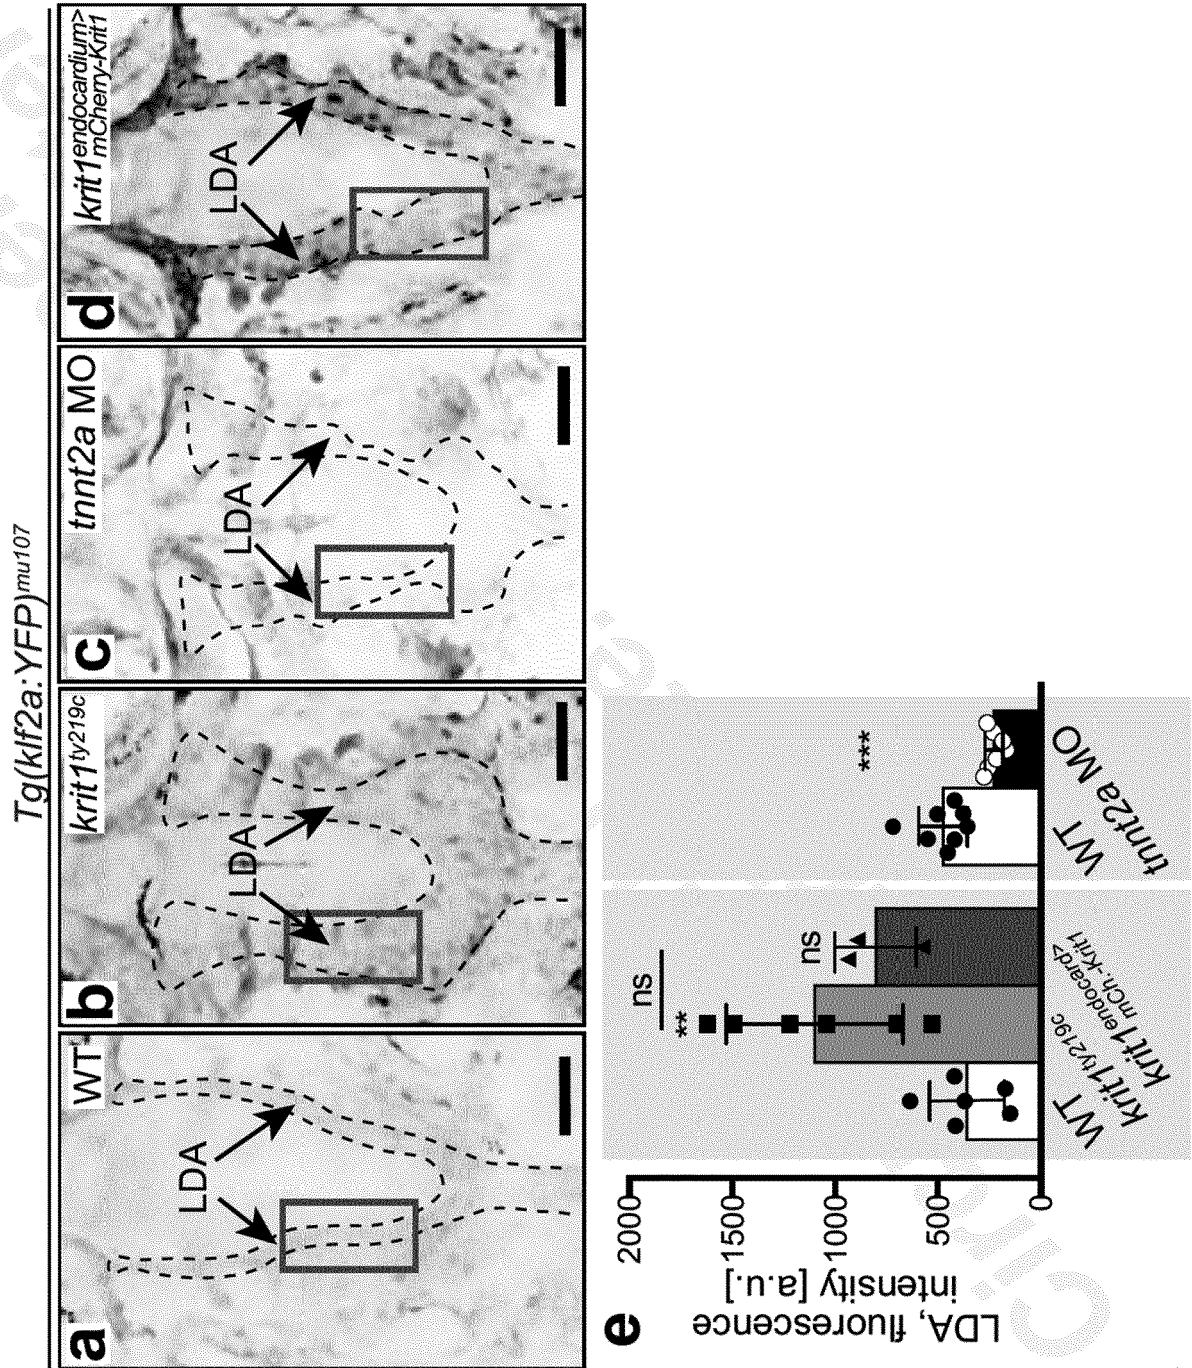 Tg(klf2a:YFP)mu107
a
WT
LDA
b
krit1ty219c
LDA
c
tnnt2a MO
LDA
d
krit1endocardium>
mCherry-Krit1
LDA
e
LDA, fluorescence
intensity [a.u.]
2000
1500
1000
500
0
ns
**
ns
***
WT
krit1ty219c
krit1endocard>
mCh.-Krit1
WT
tnnt2a MO